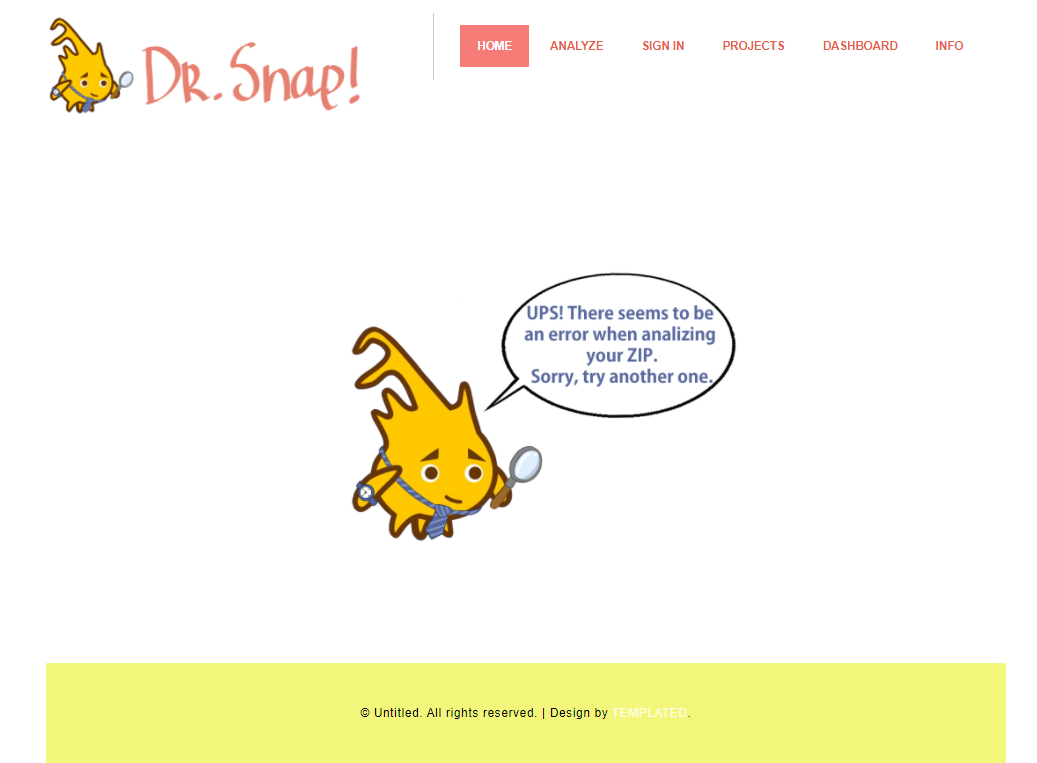 Dr. Snap!
HOME ANALYZE SIGN IN PROJECTS DASHBOARD INFO
UPS! There seems to be
an error when analizing
your ZIP.
Sorry, try another one.
© Untitled. All rights reserved. | Design by TEMPLATED.